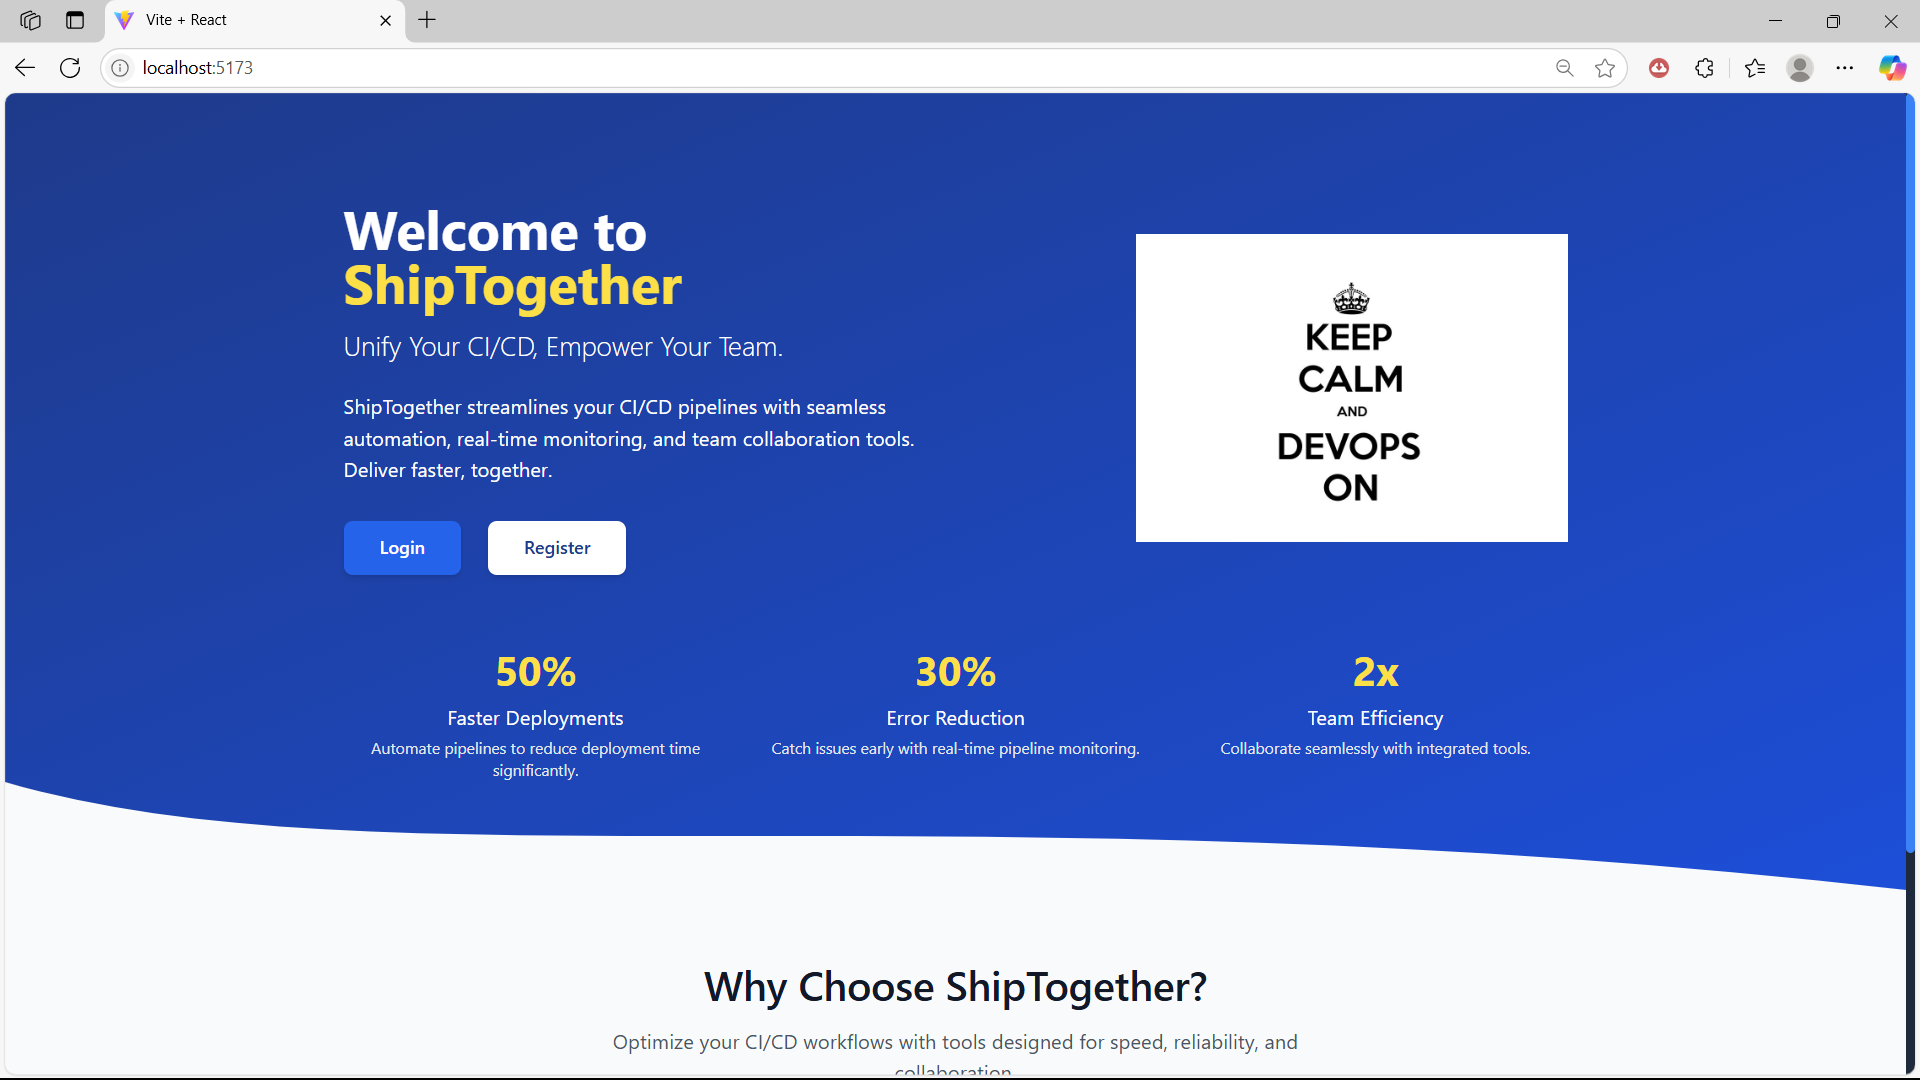 Vite + React
localhost:5173
Welcome to
ShipTogether
Unify Your CI/CD, Empower Your Team.
ShipTogether streamlines your CI/CD pipelines with seamless
automation, real-time monitoring, and team collaboration tools.
Deliver faster, together.
Login
Register
KEEP
CALM
AND
DEVOPS
ON
50%
Faster Deployments
Automate pipelines to reduce deployment time
significantly.
30%
Error Reduction
Catch issues early with real-time pipeline monitoring.
2x
Team Efficiency
Collaborate seamlessly with integrated tools.
Why Choose ShipTogether?
Optimize your CI/CD workflows with tools designed for speed, reliability, and
collaboration